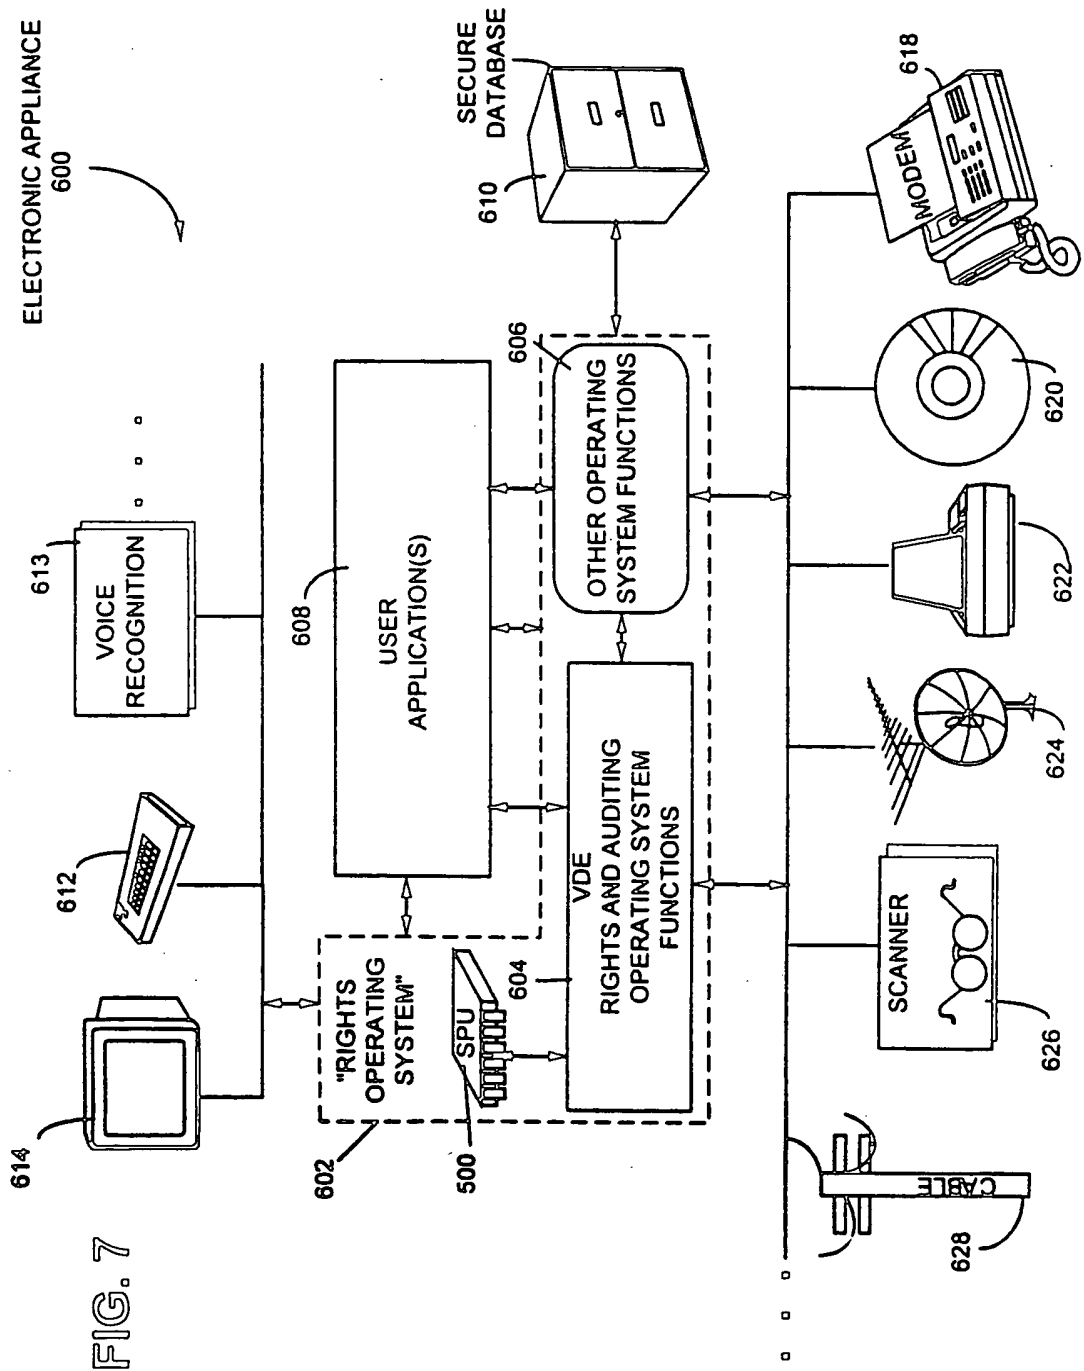 FIG. 7
ELECTRONIC APPLIANCE
600
614
612
613
VOICE
RECOGNITION
602
"RIGHTS
OPERATING
SYSTEM"
608
USER
APPLICATION(S)
SPU
500
604
VDE
RIGHTS AND AUDITING
OPERATING SYSTEM
FUNCTIONS
606
OTHER OPERATING
SYSTEM FUNCTIONS
610
SECURE
DATABASE
CABLE
628
SCANNER
626
624
622
620
MODEM
618